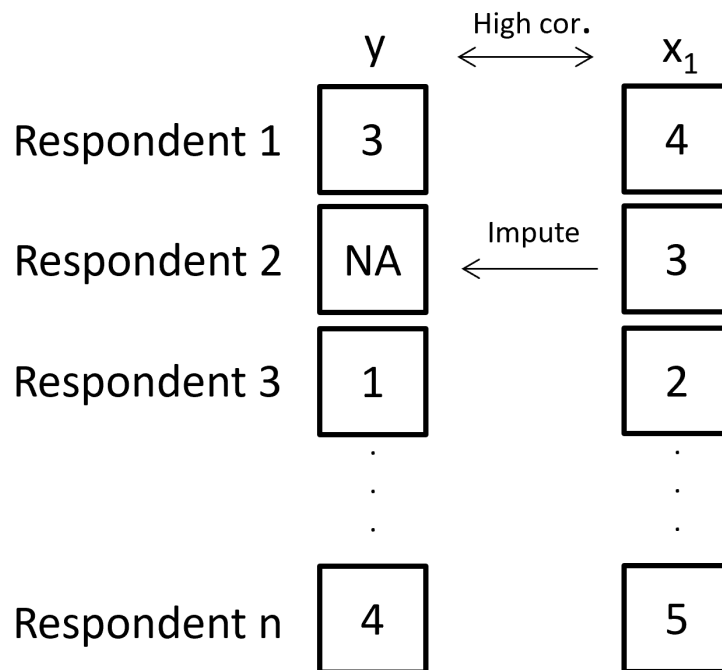 High cor.
y x₁
Respondent 1 3 4
Impute
Respondent 2 NA 3
Respondent 3 1 2
. .
. .
. .
Respondent n 4 5